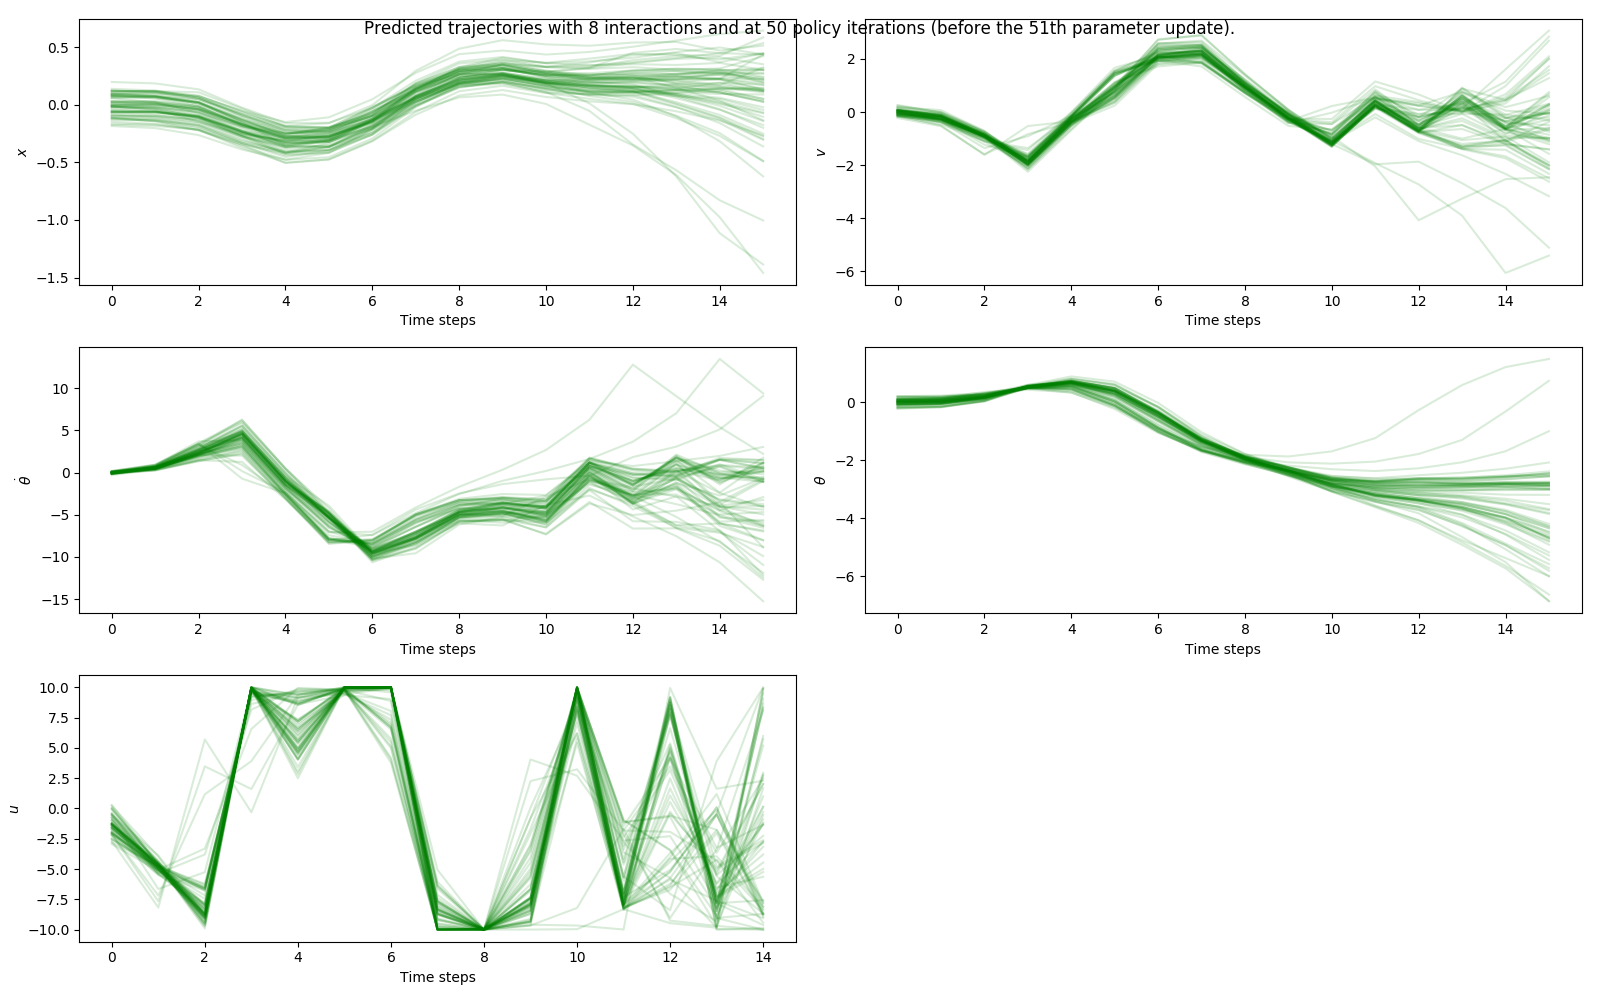 Predicted trajectories with 8 interactions and at 50 policy iterations (before the 51th parameter update).
0.5
0.0
−0.5
−1.0
−1.5
x
0 2 4 6 8 10 12 14
Time steps
2
0
−2
−4
−6
v
0 2 4 6 8 10 12 14
Time steps
10
5
0
−5
−10
−15
θ̇
0 2 4 6 8 10 12 14
Time steps
0
−2
−4
−6
θ
0 2 4 6 8 10 12 14
Time steps
10.0
7.5
5.0
2.5
0.0
−2.5
−5.0
−7.5
−10.0
u
0 2 4 6 8 10 12 14
Time steps